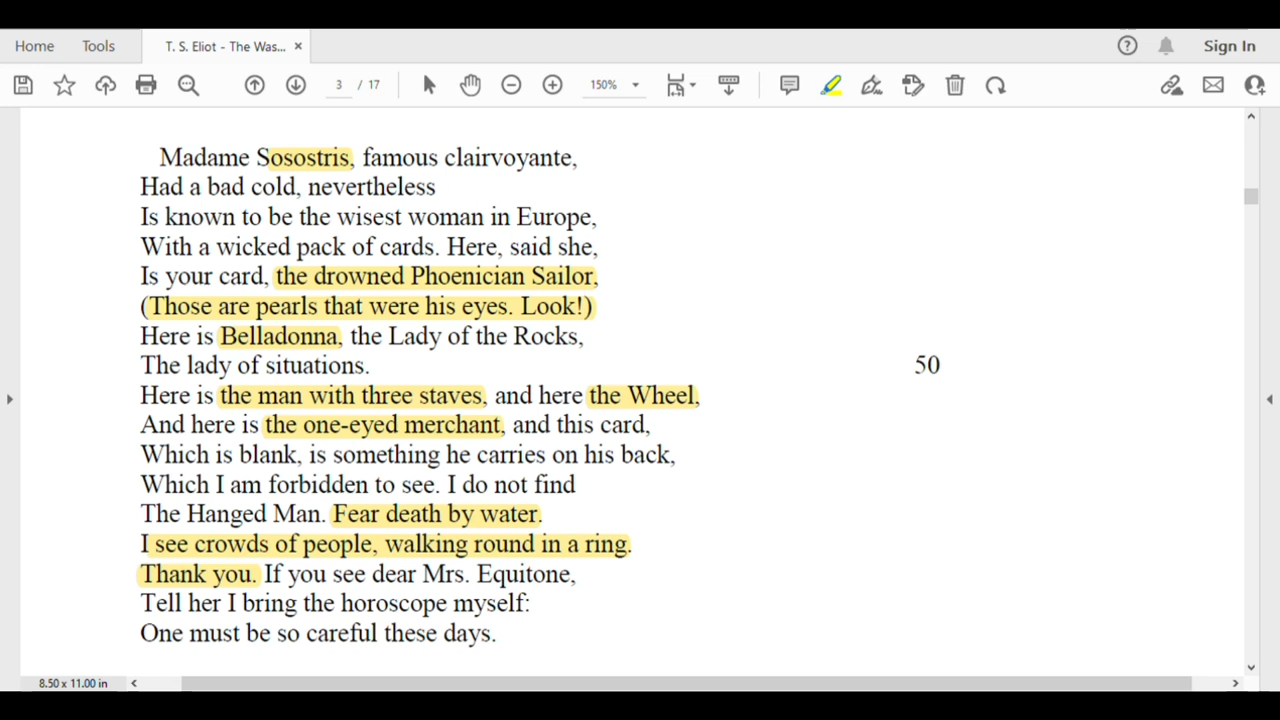 Home Tools T. S. Eliot - The Was... ×
Sign In
3 / 17 150%
Madame Sosostris, famous clairvoyante,
Had a bad cold, nevertheless
Is known to be the wisest woman in Europe,
With a wicked pack of cards. Here, said she,
Is your card, the drowned Phoenician Sailor,
(Those are pearls that were his eyes. Look!)
Here is Belladonna, the Lady of the Rocks,
The lady of situations. 50
Here is the man with three staves, and here the Wheel,
And here is the one-eyed merchant, and this card,
Which is blank, is something he carries on his back,
Which I am forbidden to see. I do not find
The Hanged Man. Fear death by water.
I see crowds of people, walking round in a ring.
Thank you. If you see dear Mrs. Equitone,
Tell her I bring the horoscope myself:
One must be so careful these days.
8.50 x 11.00 in